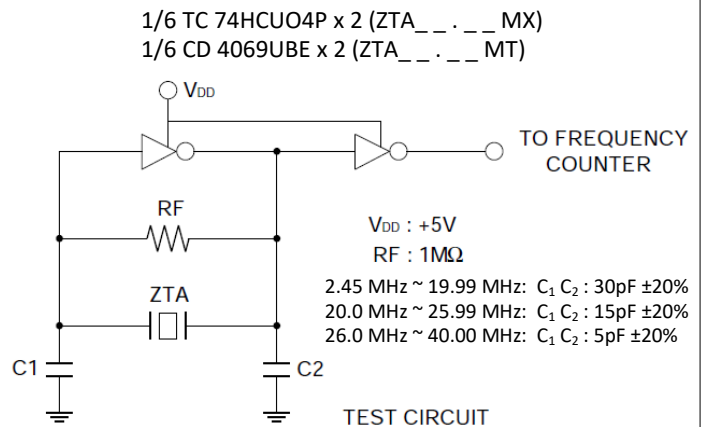 1/6 TC 74HCUO4P x 2 (ZTA_ _ . _ _ MX)
1/6 CD 4069UBE x 2 (ZTA_ _ . _ _ MT)
VDD
TO FREQUENCY
COUNTER
RF
VDD : +5V
RF : 1MΩ
ZTA
2.45 MHz ~ 19.99 MHz: C₁ C₂ : 30pF ±20%
20.0 MHz ~ 25.99 MHz: C₁ C₂ : 15pF ±20%
26.0 MHz ~ 40.00 MHz: C₁ C₂ : 5pF ±20%
C1
C2
TEST CIRCUIT